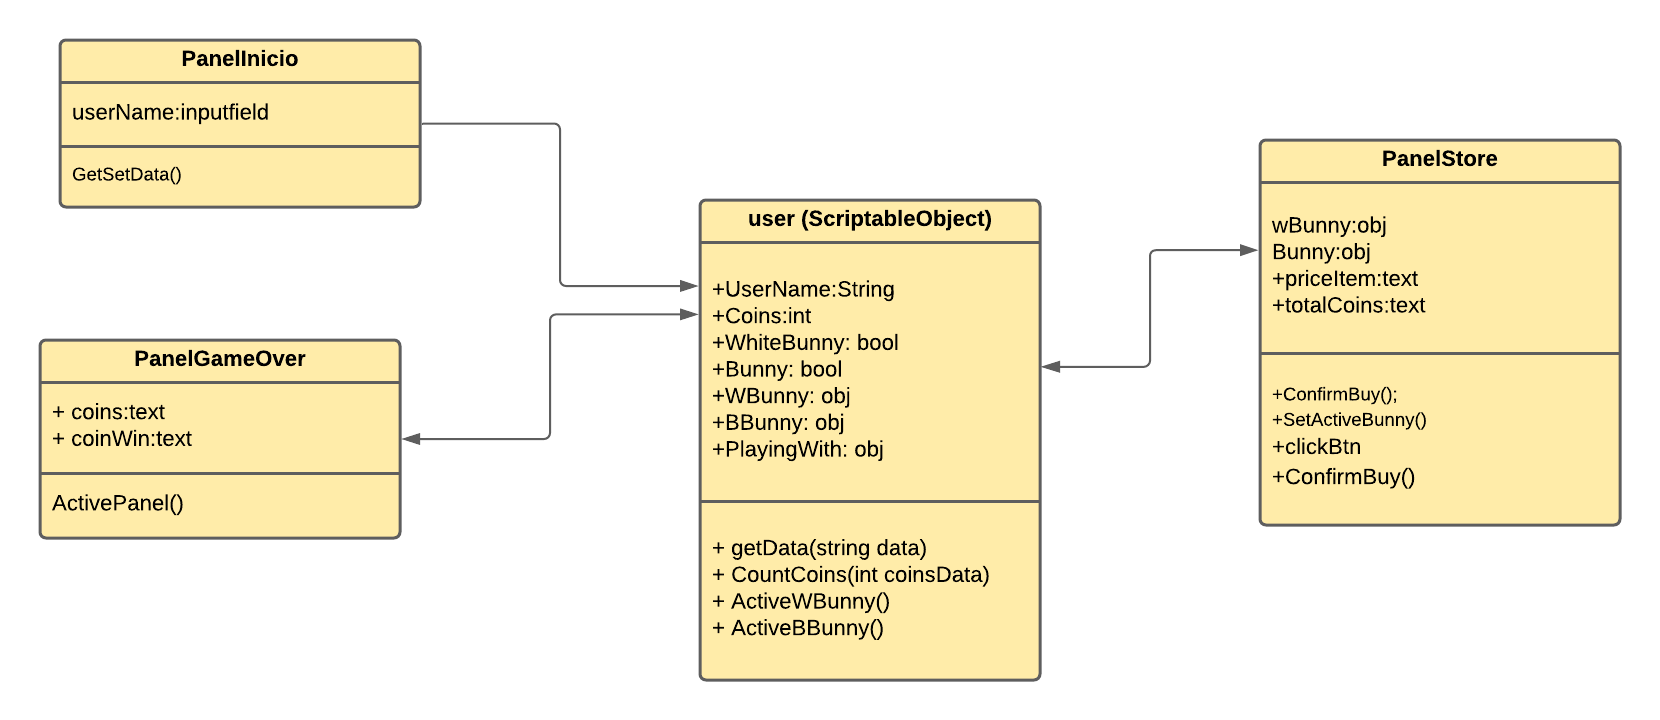 PanelInicio
userName:inputfield
GetSetData()
PanelGameOver
+ coins:text
+ coinWin:text
ActivePanel()
user (ScriptableObject)
+UserName:String
+Coins:int
+WhiteBunny: bool
+Bunny: bool
+WBunny: obj
+BBunny: obj
+PlayingWith: obj
+ getData(string data)
+ CountCoins(int coinsData)
+ ActiveWBunny()
+ ActiveBBunny()
PanelStore
wBunny:obj
Bunny:obj
+priceItem:text
+totalCoins:text
+ConfirmBuy();
+SetActiveBunny()
+clickBtn
+ConfirmBuy()